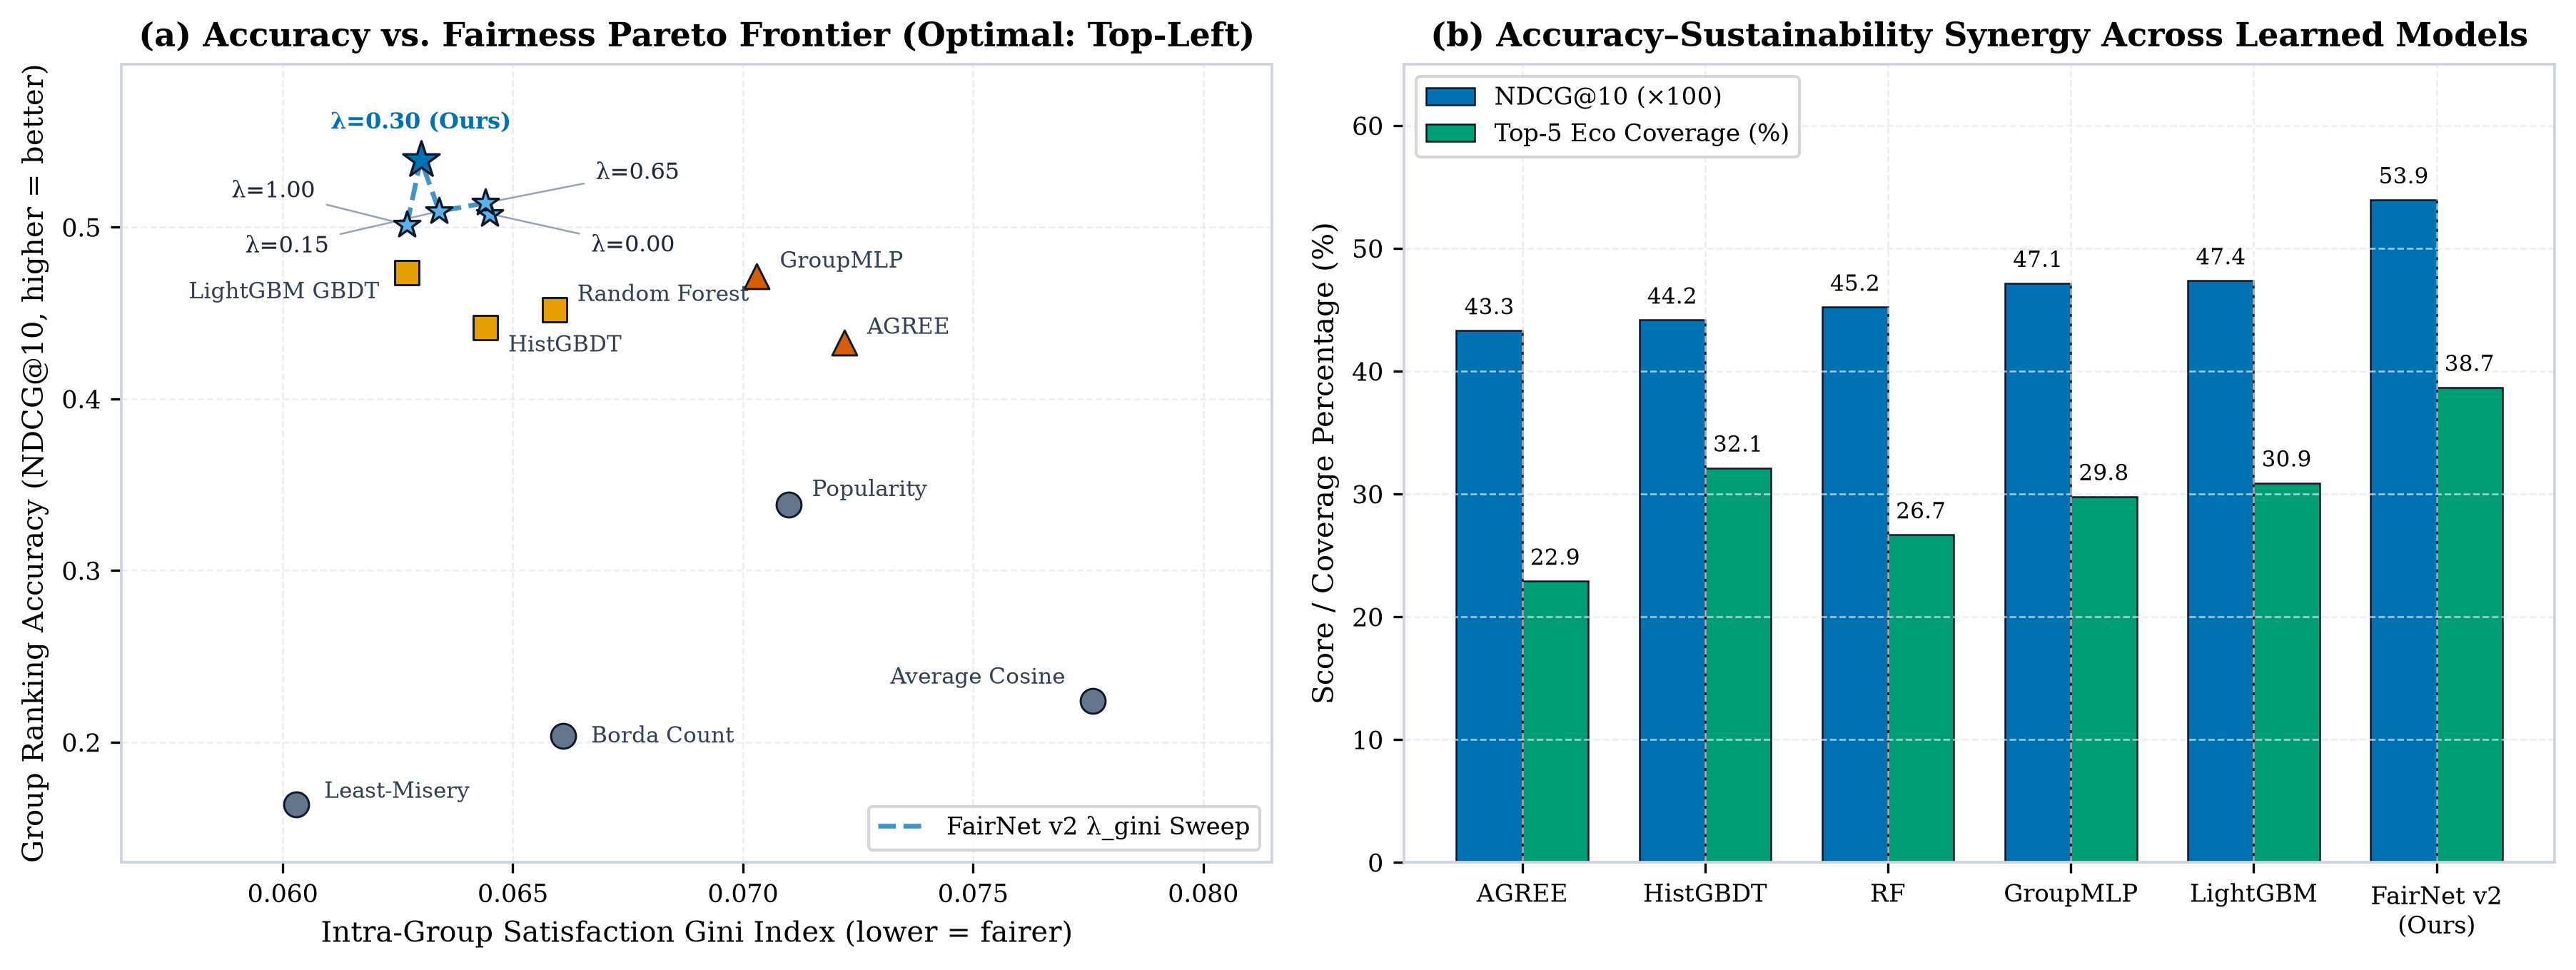 (a) Accuracy vs. Fairness Pareto Frontier (Optimal: Top-Left)
Group Ranking Accuracy (NDCG@10, higher = better)
0.5
0.4
0.3
0.2
λ=0.30 (Ours)
λ=1.00
λ=0.65
λ=0.15
λ=0.00
LightGBM GBDT
GroupMLP
Random Forest
HistGBDT
AGREE
Popularity
Average Cosine
Borda Count
Least-Misery
FairNet v2 λ_gini Sweep
0.060
0.065
0.070
0.075
0.080
Intra-Group Satisfaction Gini Index (lower = fairer)
(b) Accuracy–Sustainability Synergy Across Learned Models
NDCG@10 (×100)
Top-5 Eco Coverage (%)
Score / Coverage Percentage (%)
60
50
40
30
20
10
0
43.3
22.9
44.2
32.1
45.2
26.7
47.1
29.8
47.4
30.9
53.9
38.7
AGREE
HistGBDT
RF
GroupMLP
LightGBM
FairNet v2
(Ours)